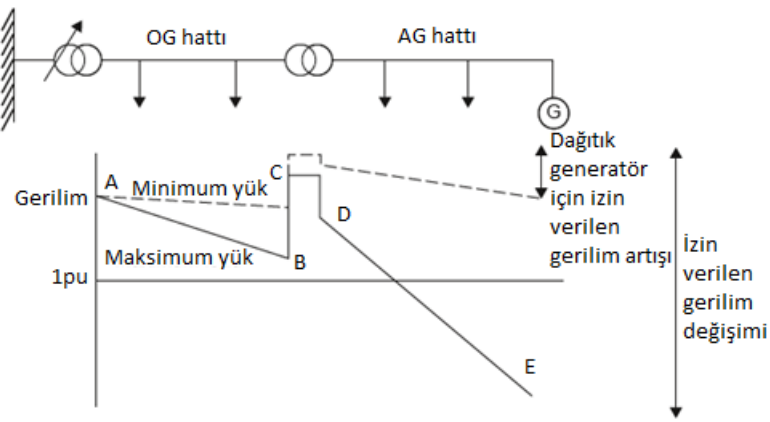 OG hattı
AG hattı
G
Dağıtık
generatör
için izin
verilen
gerilim artışı
A
Minimum yük
C
Gerilim
D
Maksimum yük
B
1pu
E
İzin
verilen
gerilim
değişimi